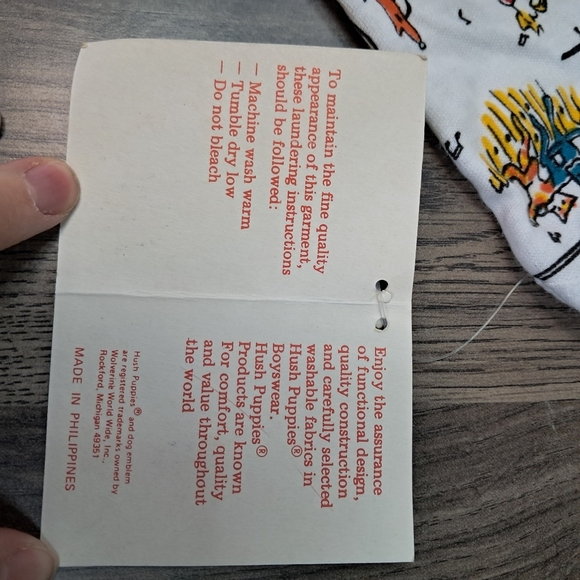 To maintain the fine quality
appearance of this garment,
these laundering instructions
should be followed:
— Machine wash warm
— Tumble dry low
— Do not bleach
Enjoy the assurance
of functional design,
quality construction
and carefully selected
washable fabrics in
Hush Puppies®
Boyswear.
Hush Puppies®
Products are known
For comfort, quality
and value throughout
the world
Hush Puppies® and dog emblem
are registered trademarks owned by
Wolverine World Wide, Inc.,
Rockford, Michigan 49351
MADE IN PHILIPPINES